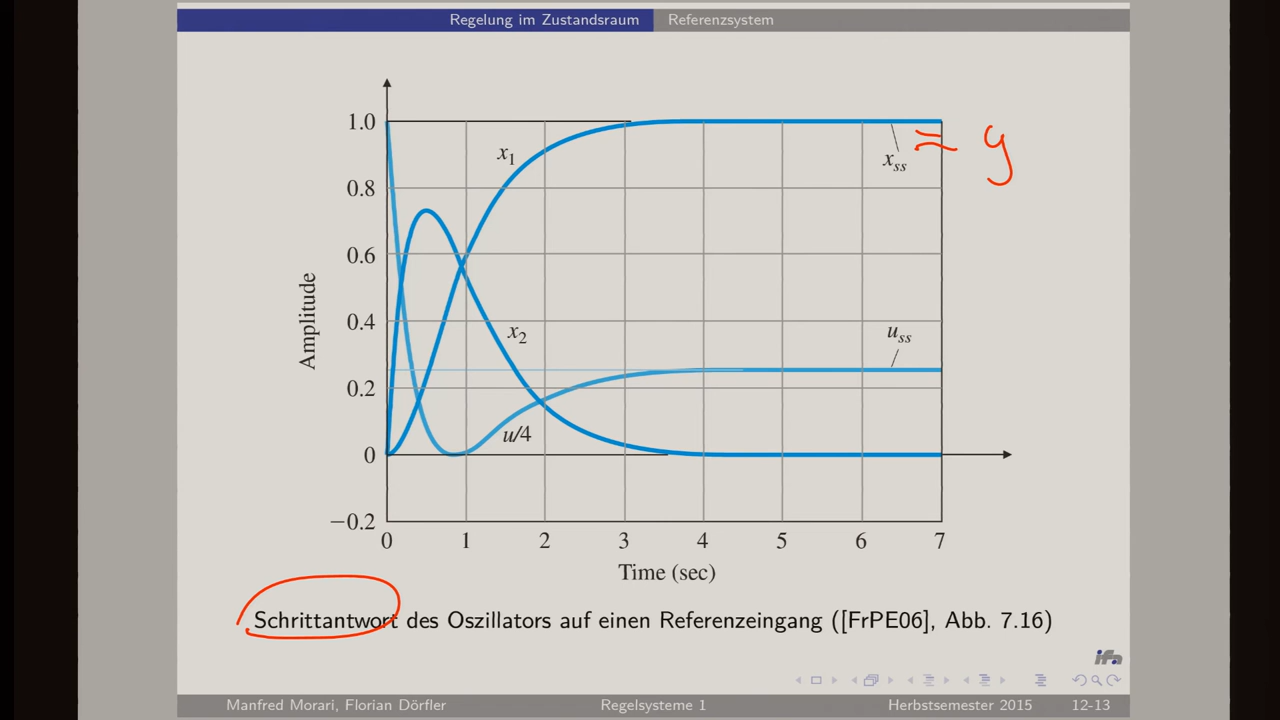 Regelung im Zustandsraum Referenzsystem
1.0
0.8
0.6
0.4
0.2
0
−0.2
Amplitude
x1
x2
xss
≈ y
uss
u/4
0 1 2 3 4 5 6 7
Time (sec)
Schrittantwort des Oszillators auf einen Referenzeingang ([FrPE06], Abb. 7.16)
ifa
Manfred Morari, Florian Dörfler Regelsysteme 1 Herbstsemester 2015 12-13